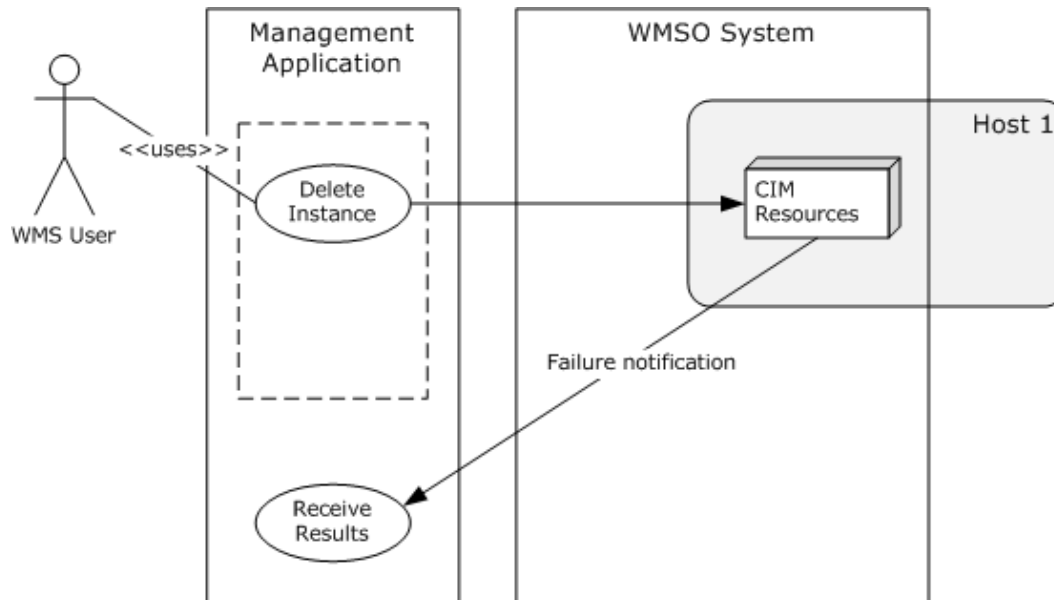 Management
Application
WMSO System
Host 1
<<uses>>
Delete
Instance
CIM
Resources
WMS User
Failure notification
Receive
Results